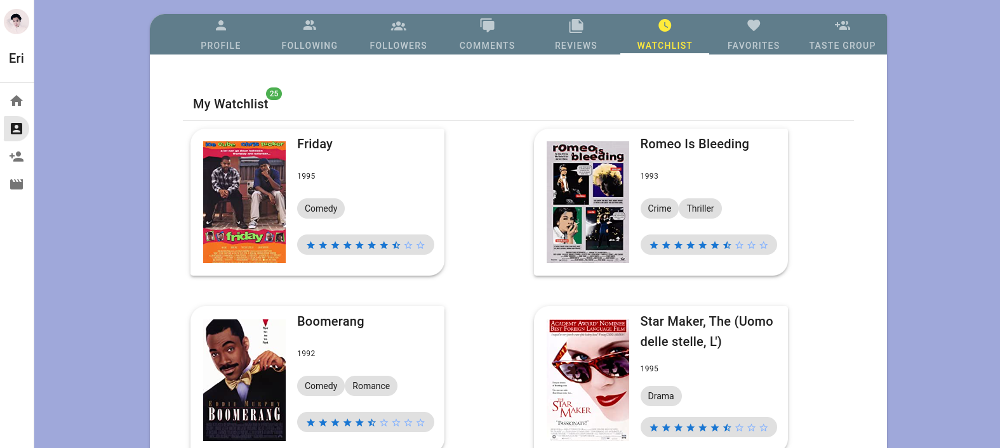 PROFILE
FOLLOWING
FOLLOWERS
COMMENTS
REVIEWS
WATCHLIST
FAVORITES
TASTE GROUP
Eri
My Watchlist 25
Friday
1995
Comedy
ice cube chris tucker
a lot can go down between
thursday and saturday...
friday
Romeo Is Bleeding
1993
Crime Thriller
romeo is
bleeding
Boomerang
1992
Comedy Romance
EDDIE MURPHY
BOOMERANG
Star Maker, The (Uomo
delle stelle, L')
1995
Drama
ACADEMY AWARD NOMINEE
BEST FOREIGN LANGUAGE FILM
THE
STAR
MAKER
"PASSIONATE!"